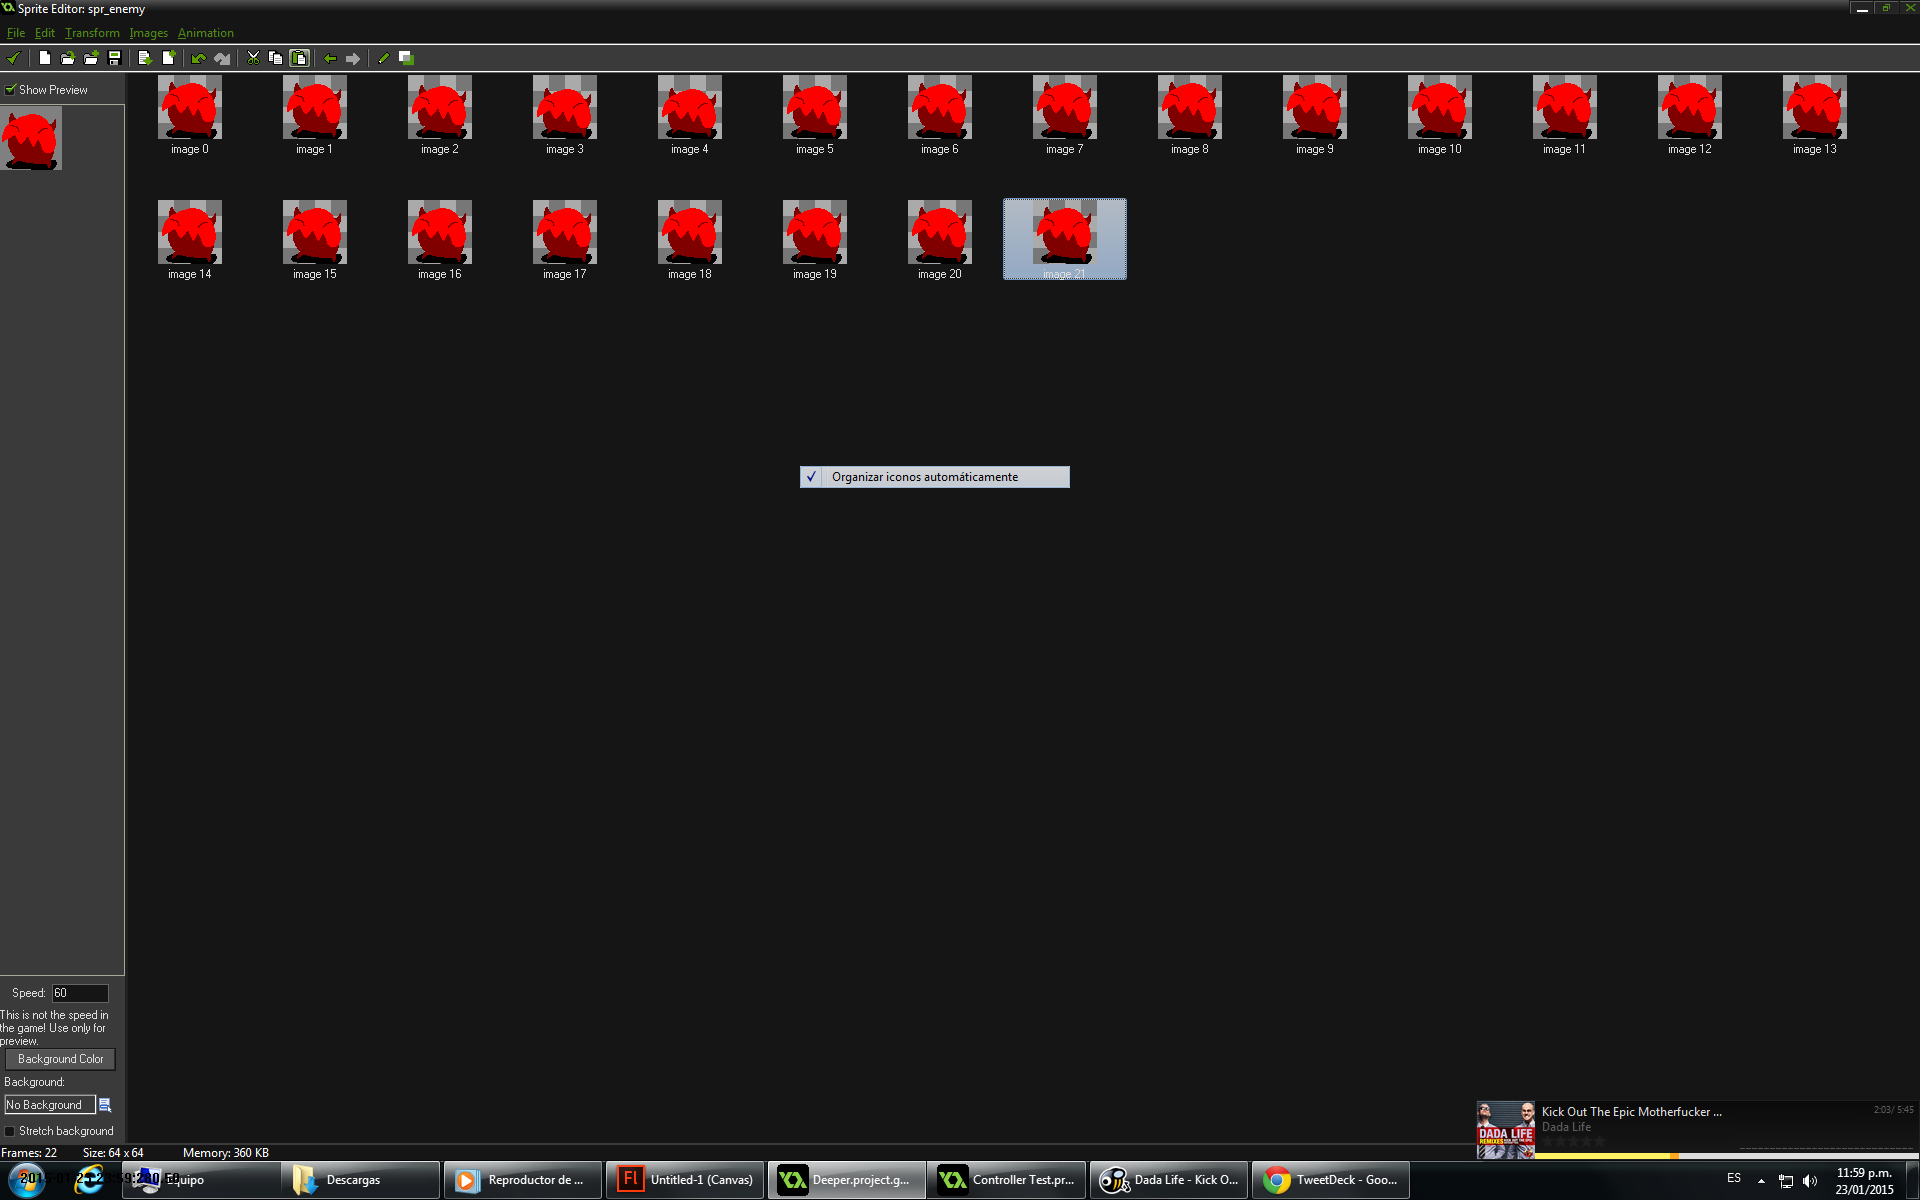 Sprite Editor: spr_enemy
File Edit Transform Images Animation
Show Preview
image 0 image 1 image 2 image 3 image 4 image 5 image 6 image 7 image 8 image 9 image 10 image 11 image 12 image 13
image 14 image 15 image 16 image 17 image 18 image 19 image 20 image 21
Organizar iconos automáticamente
Speed: 60
This is not the speed in
the game! Use only for
preview.
Background Color
Background:
No Background
Stretch background
Frames: 22 Size: 64 x 64 Memory: 360 KB
DADA LIFE
REMIXES
Kick Out The Epic Motherfucker ...
2:03/ 5:45
Dada Life
Equipo
Descargas
Reproductor de ...
Fl
Untitled-1 (Canvas)
Deeper.project.g...
Controller Test.pr...
Dada Life - Kick O...
TweetDeck - Goo...
ES
11:59 p.m.
23/01/2015